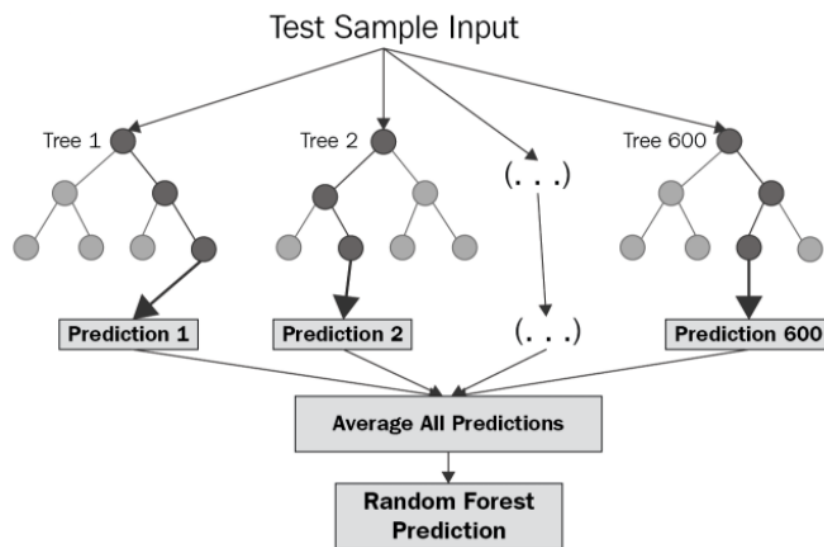 Test Sample Input
Tree 1
Tree 2
(. . .)
Tree 600
Prediction 1
Prediction 2
(. . .)
Prediction 600
Average All Predictions
Random Forest
Prediction